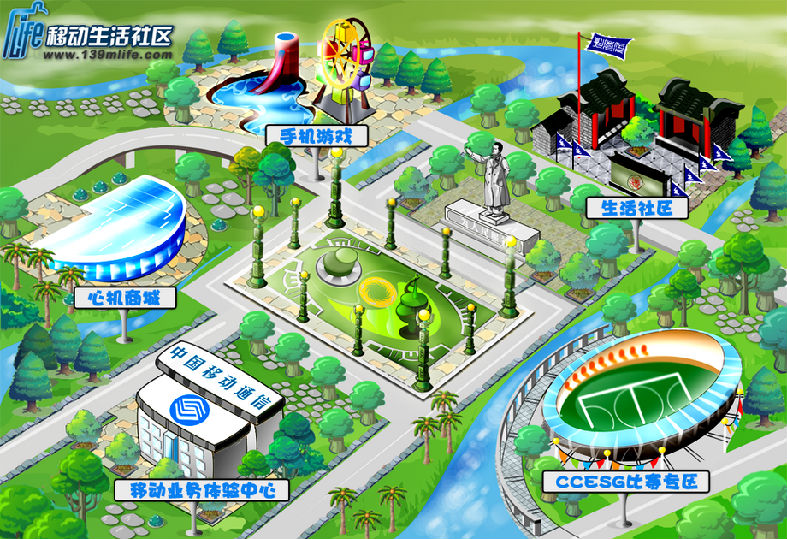 Life 移动生活社区
www.139mlife.com
手机游戏
生活社区
心机商城
中国移动通信
移动业务体验中心
CCESG比赛专区